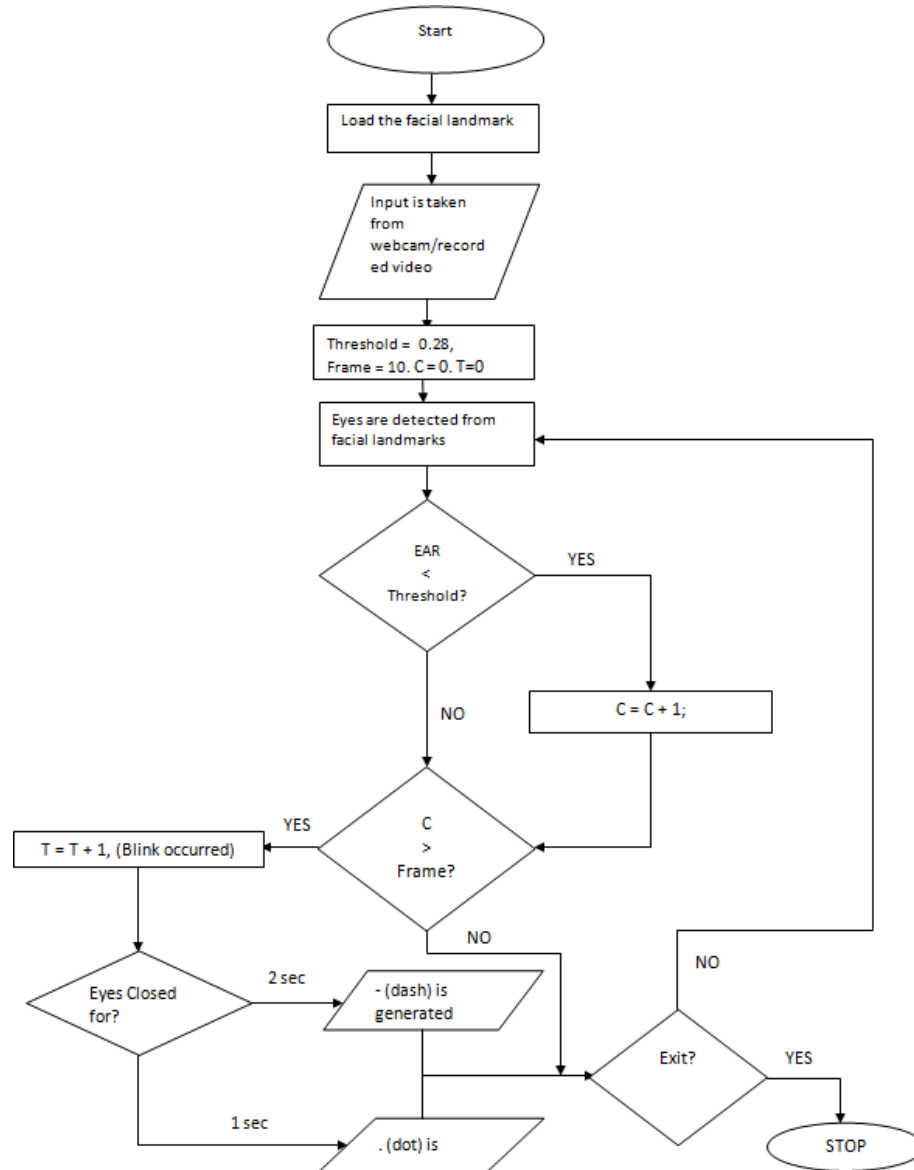 Start
Load the facial landmark
Input is taken
from
webcam/record
ed video
Threshold =  0.28,
Frame = 10. C = 0. T=0
Eyes are detected from
facial landmarks
EAR
<
Threshold?
YES
NO
C = C + 1;
C
>
Frame?
YES
T = T + 1, (Blink occurred)
NO
NO
Eyes Closed
for?
2 sec
- (dash) is
generated
Exit?
YES
1 sec
. (dot) is
STOP